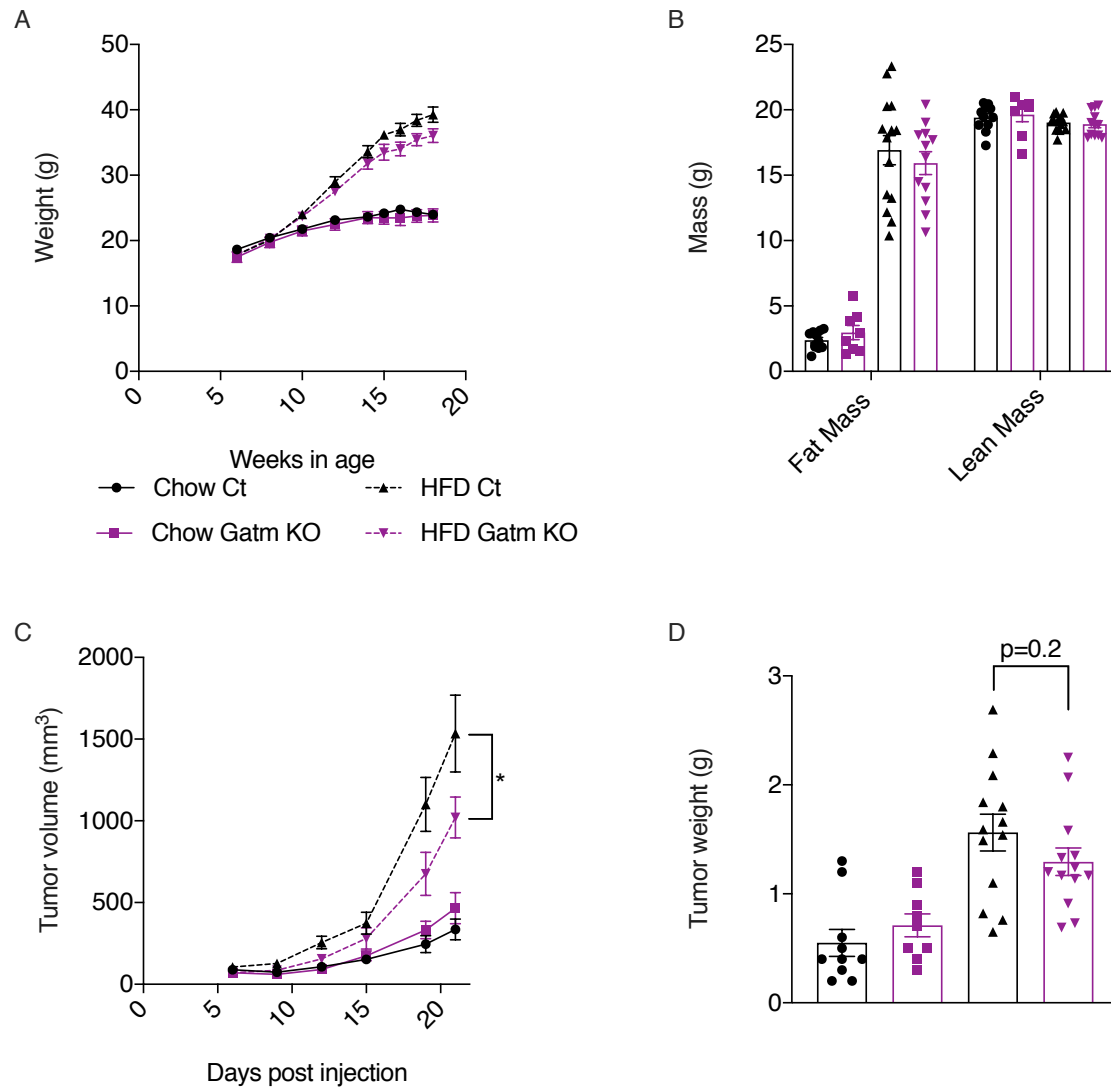 A
50
40
30
20
10
0
Weight (g)
0
5
10
15
20
Weeks in age
Chow Ct
HFD Ct
Chow Gatm KO
HFD Gatm KO
B
25
20
15
10
5
0
Mass (g)
Fat Mass
Lean Mass
C
2000
1500
1000
500
0
Tumor volume (mm³)
*
0
5
10
15
20
Days post injection
D
p=0.2
3
2
1
0
Tumor weight (g)